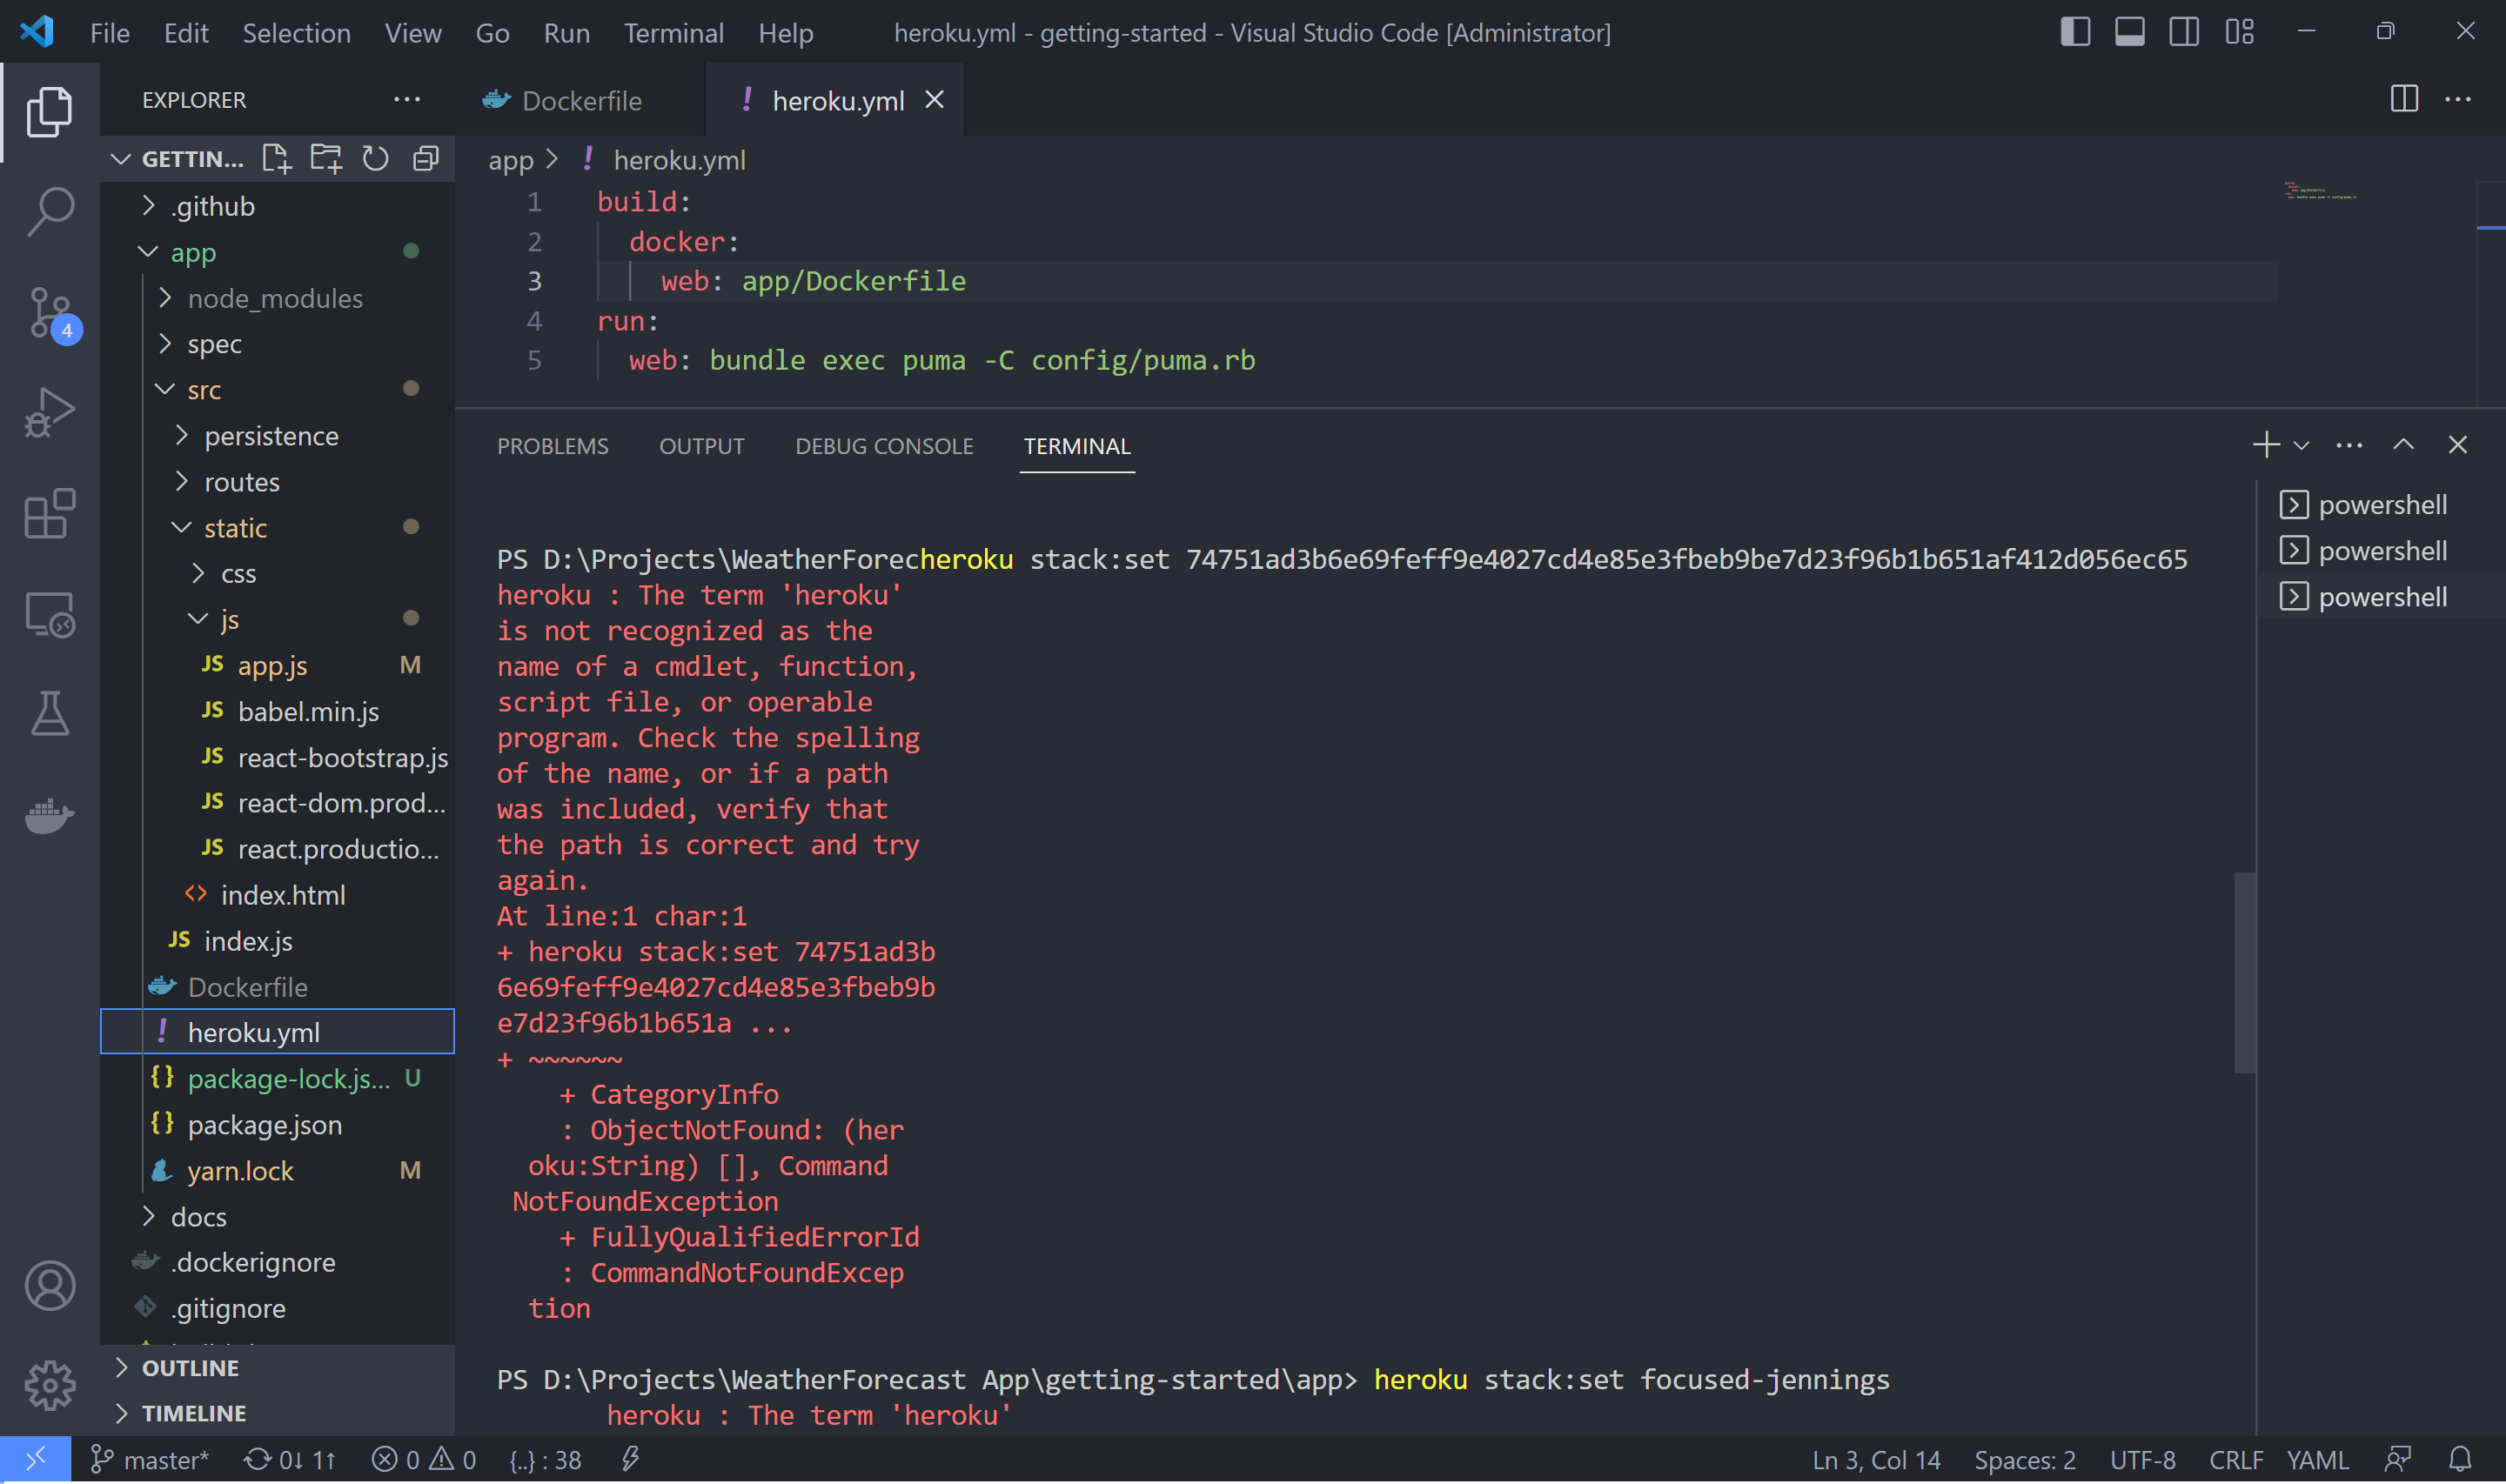 File Edit Selection View Go Run Terminal Help heroku.yml - getting-started - Visual Studio Code [Administrator]
EXPLORER
Dockerfile
! heroku.yml
GETTIN...
.github
app
node_modules
spec
src
persistence
routes
static
css
js
JS app.js M
JS babel.min.js
JS react-bootstrap.js
JS react-dom.prod...
JS react.productio...
<> index.html
JS index.js
Dockerfile
! heroku.yml
{} package-lock.js... U
{} package.json
yarn.lock M
docs
.dockerignore
.gitignore
OUTLINE
TIMELINE
4
app > ! heroku.yml
1 build:
2 docker:
3 web: app/Dockerfile
4 run:
5 web: bundle exec puma -C config/puma.rb
PROBLEMS OUTPUT DEBUG CONSOLE TERMINAL
PS D:\Projects\WeatherForecheroku stack:set 74751ad3b6e69feff9e4027cd4e85e3fbeb9be7d23f96b1b651af412d056ec65
heroku : The term 'heroku'
is not recognized as the
name of a cmdlet, function,
script file, or operable
program. Check the spelling
of the name, or if a path
was included, verify that
the path is correct and try
again.
At line:1 char:1
+ heroku stack:set 74751ad3b
6e69feff9e4027cd4e85e3fbeb9b
e7d23f96b1b651a ...
+ ~~~~~~
+ CategoryInfo
: ObjectNotFound: (her
oku:String) [], Command
NotFoundException
+ FullyQualifiedErrorId
: CommandNotFoundExcep
tion
PS D:\Projects\WeatherForecast App\getting-started\app> heroku stack:set focused-jennings
heroku : The term 'heroku'
powershell
powershell
powershell
master* 0↓ 1↑ 0 0 {..} : 38
Ln 3, Col 14 Spaces: 2 UTF-8 CRLF YAML